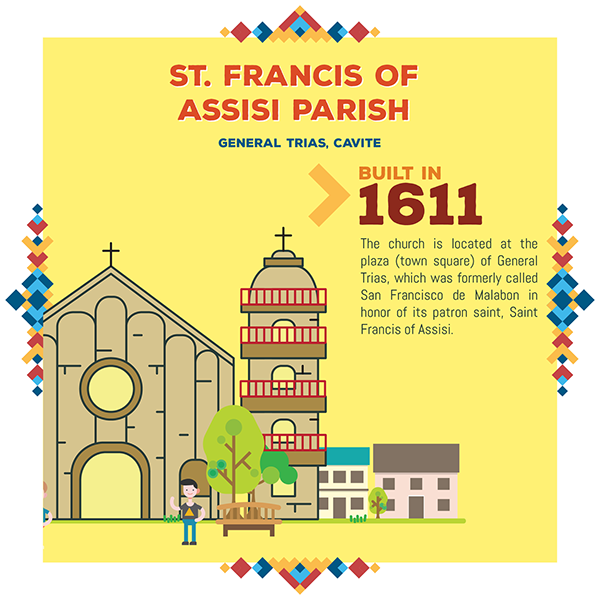 ST. FRANCIS OF
ASSISI PARISH
GENERAL TRIAS, CAVITE
BUILT IN
1611
The church is located at the
plaza (town square) of General
Trias, which was formerly called
San Francisco de Malabon in
honor of its patron saint, Saint
Francis of Assisi.